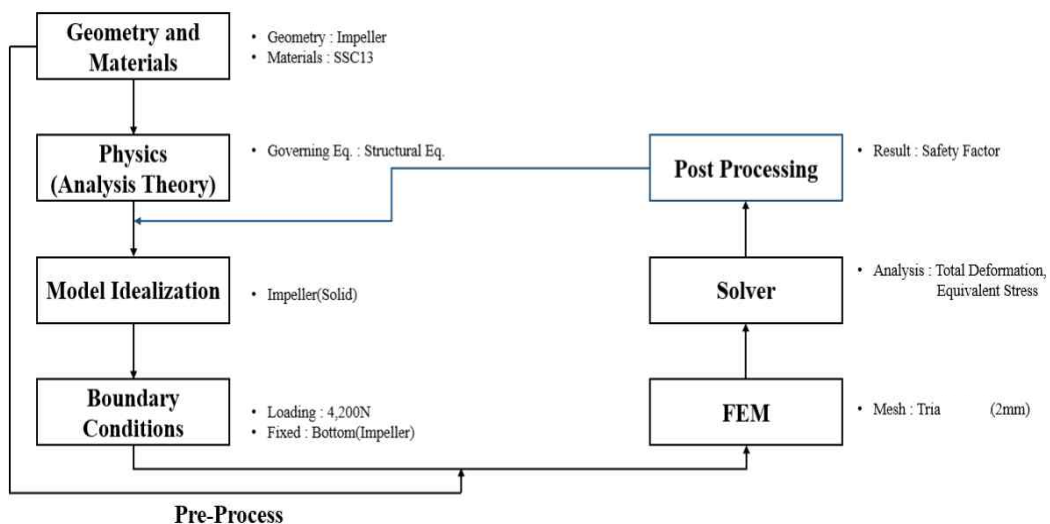 Geometry and
Materials
• Geometry : Impeller
• Materials : SSC13
Physics
(Analysis Theory)
• Governing Eq. : Structural Eq.
Post Processing
• Result : Safety Factor
Model Idealization
• Impeller(Solid)
Solver
• Analysis : Total Deformation,
Equivalent Stress
Boundary
Conditions
• Loading : 4,200N
• Fixed : Bottom(Impeller)
FEM
• Mesh : Tria (2mm)
Pre-Process